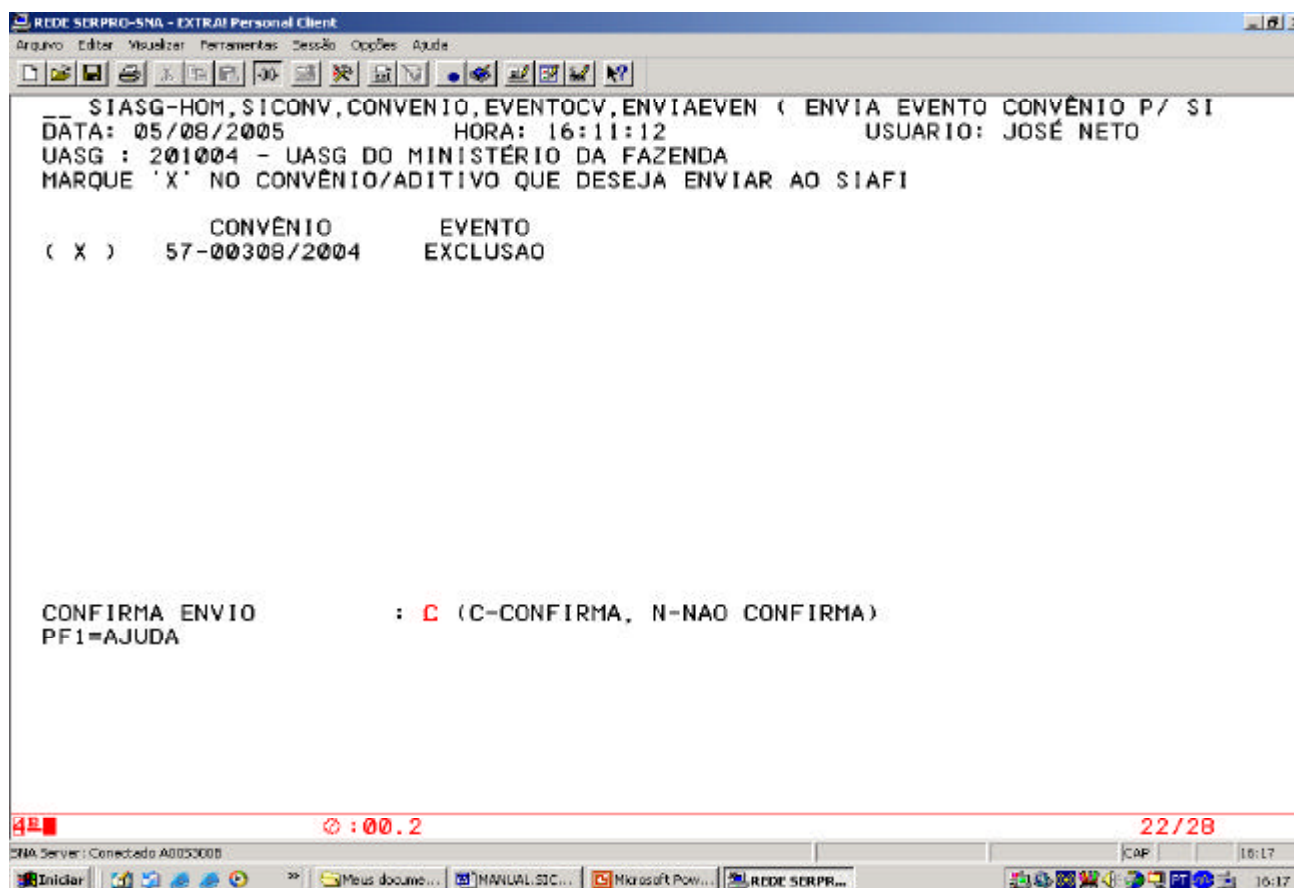 REDE SERPRO-SNA - EXTRA! Personal Client
Arquivo Editar Visualizar Ferramentas Sessão Opções Ajuda
__ SIASG-HOM,SICONV,CONVENIO,EVENTOCV,ENVIAEVEN ( ENVIA EVENTO CONVÊNIO P/ SI
DATA: 05/08/2005 HORA: 16:11:12 USUARIO: JOSÉ NETO
UASG : 201004 - UASG DO MINISTÉRIO DA FAZENDA
MARQUE 'X' NO CONVÊNIO/ADITIVO QUE DESEJA ENVIAR AO SIAFI
CONVÊNIO EVENTO
( X ) 57-00308/2004 EXCLUSAO
CONFIRMA ENVIO : C (C-CONFIRMA, N-NAO CONFIRMA)
PF1=AJUDA
:00.2 22/28
SNA Server: Conectado CAP 16:17
Iniciar » Meus docume... MANUAL.SIC... Microsoft Pow... REDE SERPR... PT 16:17